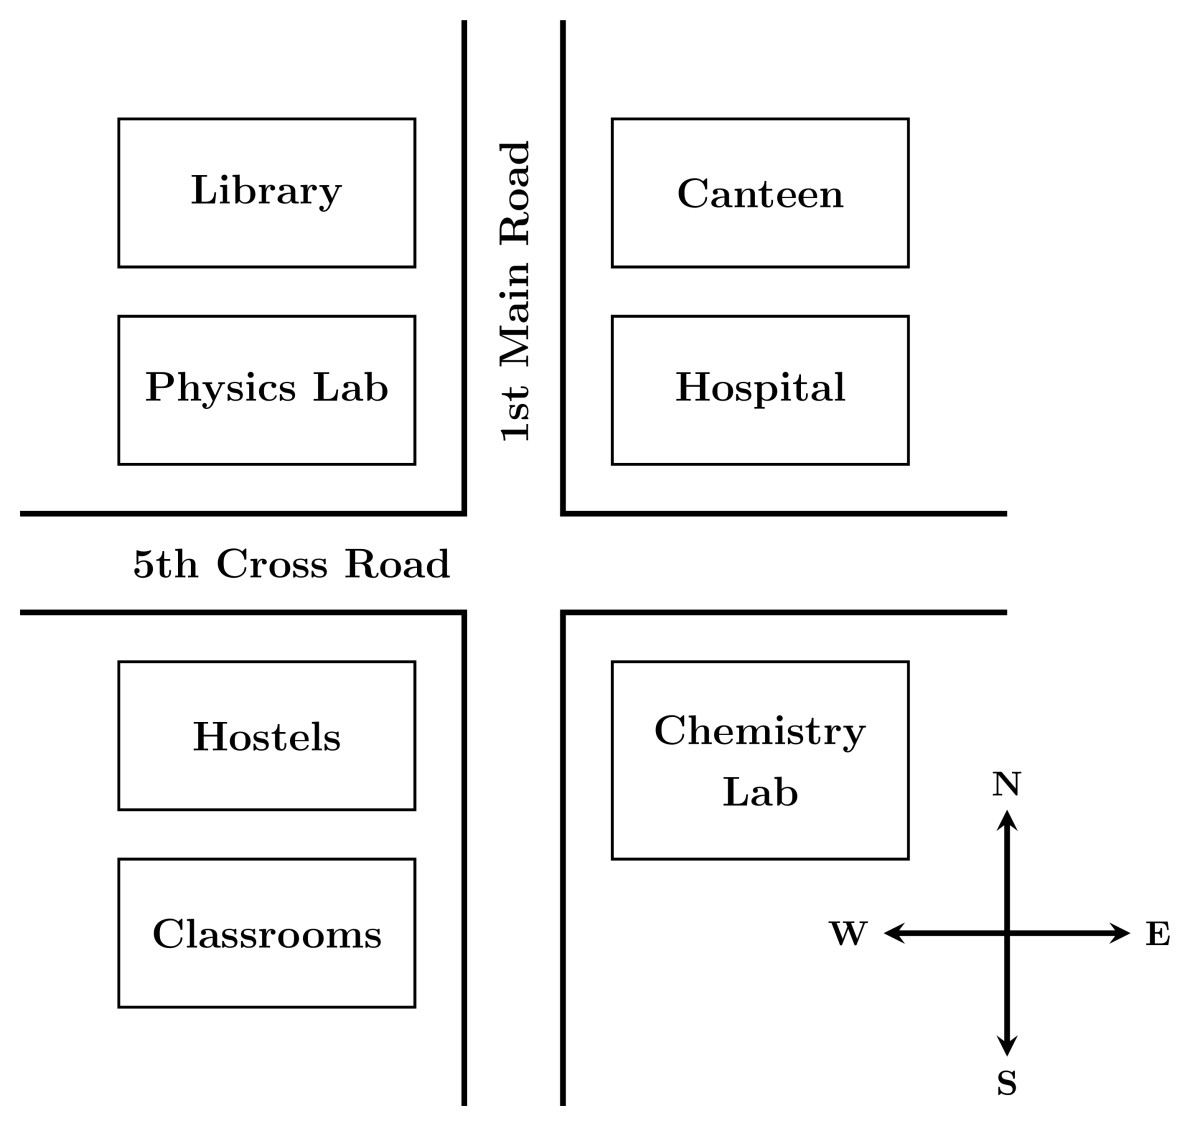 Library
Canteen
1st Main Road
Physics Lab
Hospital
5th Cross Road
Hostels
Chemistry
Lab
Classrooms
N
W
E
S